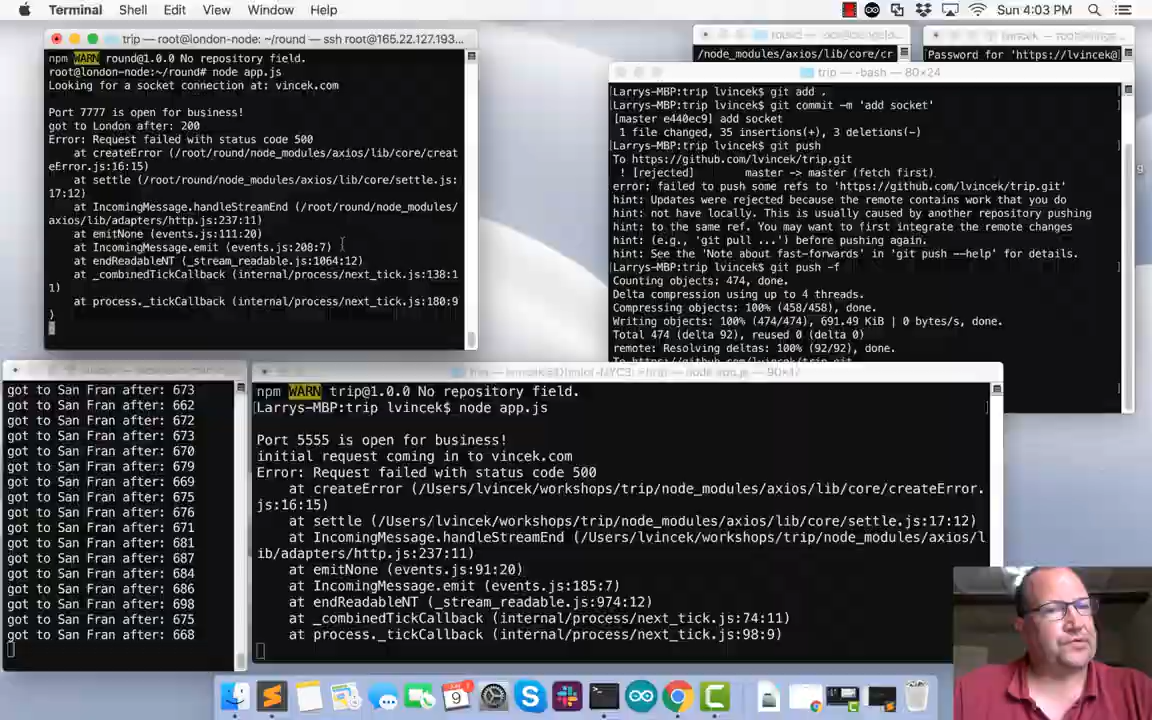 Terminal Shell Edit View Window Help Sun 4:03 PM
trip — root@london-node: ~/round — ssh root@165.22.127.193...
npm WARN round@1.0.0 No repository field.
root@london-node:~/round# node app.js
Looking for a socket connection at: vincek.com
Port 7777 is open for business!
got to London after: 200
Error: Request failed with status code 500
at createError (/root/round/node_modules/axios/lib/core/creat
eError.js:16:15)
at settle (/root/round/node_modules/axios/lib/core/settle.js:
17:12)
at IncomingMessage.handleStreamEnd (/root/round/node_modules/
axios/lib/adapters/http.js:237:11)
at emitNone (events.js:111:20)
at IncomingMessage.emit (events.js:208:7)
at endReadableNT (_stream_readable.js:1064:12)
at _combinedTickCallback (internal/process/next_tick.js:138:1
1)
at process._tickCallback (internal/process/next_tick.js:180:9
)
/node_modules/axios/lib/core/cr
Password for 'https://lvincek@
trip — -bash — 80×24
Larrys-MBP:trip lvincek$ git add .
Larrys-MBP:trip lvincek$ git commit -m 'add socket'
[master e440ec9] add socket
1 file changed, 35 insertions(+), 3 deletions(-)
Larrys-MBP:trip lvincek$ git push
To https://github.com/lvincek/trip.git
! [rejected] master -> master (fetch first)
error: failed to push some refs to 'https://github.com/lvincek/trip.git'
hint: Updates were rejected because the remote contains work that you do
hint: not have locally. This is usually caused by another repository pushing
hint: to the same ref. You may want to first integrate the remote changes
hint: (e.g., 'git pull ...') before pushing again.
hint: See the 'Note about fast-forwards' in 'git push --help' for details.
Larrys-MBP:trip lvincek$ git push -f
Counting objects: 474, done.
Delta compression using up to 4 threads.
Compressing objects: 100% (458/458), done.
Writing objects: 100% (474/474), 691.49 KiB | 0 bytes/s, done.
Total 474 (delta 92), reused 0 (delta 0)
remote: Resolving deltas: 100% (92/92), done.
got to San Fran after: 673
got to San Fran after: 662
got to San Fran after: 672
got to San Fran after: 673
got to San Fran after: 670
got to San Fran after: 679
got to San Fran after: 669
got to San Fran after: 675
got to San Fran after: 676
got to San Fran after: 671
got to San Fran after: 681
got to San Fran after: 687
got to San Fran after: 684
got to San Fran after: 686
got to San Fran after: 698
got to San Fran after: 675
got to San Fran after: 668
npm WARN trip@1.0.0 No repository field.
Larrys-MBP:trip lvincek$ node app.js
Port 5555 is open for business!
initial request coming in to vincek.com
Error: Request failed with status code 500
at createError (/Users/lvincek/workshops/trip/node_modules/axios/lib/core/createError.
js:16:15)
at settle (/Users/lvincek/workshops/trip/node_modules/axios/lib/core/settle.js:17:12)
at IncomingMessage.handleStreamEnd (/Users/lvincek/workshops/trip/node_modules/axios/l
ib/adapters/http.js:237:11)
at emitNone (events.js:91:20)
at IncomingMessage.emit (events.js:185:7)
at endReadableNT (_stream_readable.js:974:12)
at _combinedTickCallback (internal/process/next_tick.js:74:11)
at process._tickCallback (internal/process/next_tick.js:98:9)
9